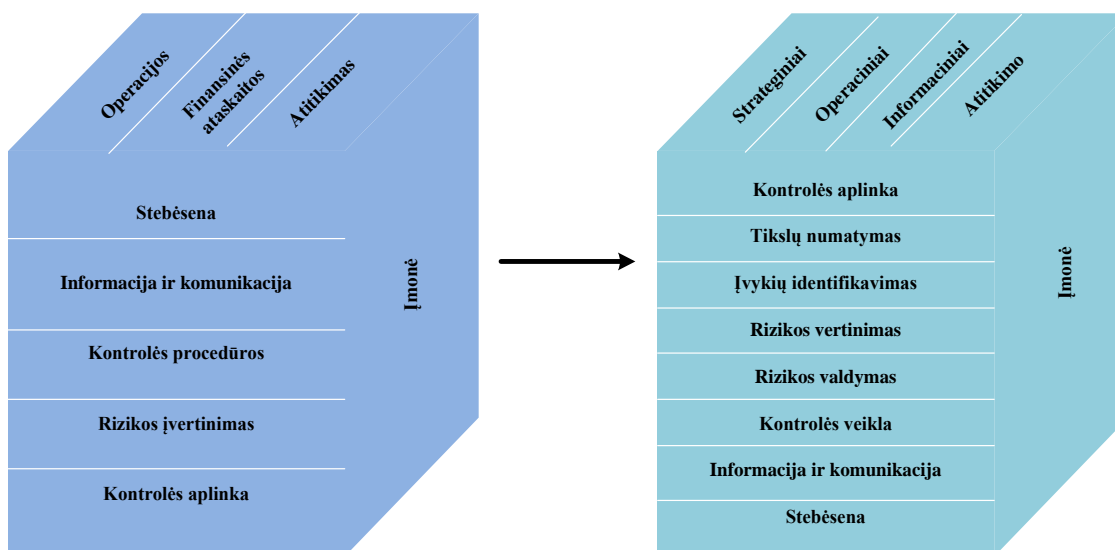 Operacijos
Finansinės
ataskaitos
Atitikimas
Stebėsena
Informacija ir komunikacija
Kontrolės procedūros
Rizikos įvertinimas
Kontrolės aplinka
Įmonė
Strateginiai
Operaciniai
Informaciniai
Atitikimo
Kontrolės aplinka
Tikslų numatymas
Įvykių identifikavimas
Rizikos vertinimas
Rizikos valdymas
Kontrolės veikla
Informacija ir komunikacija
Stebėsena
Įmonė